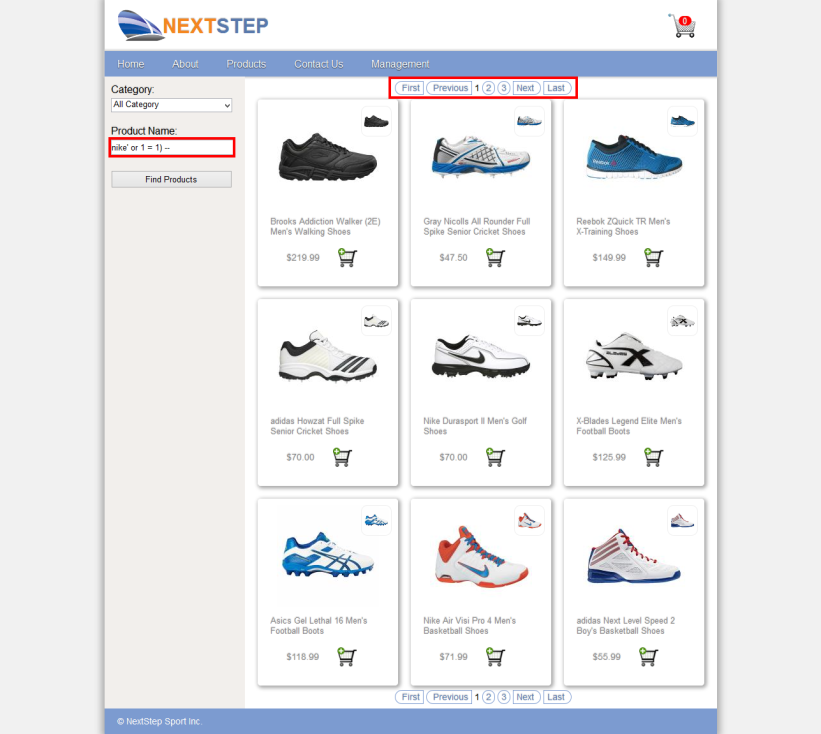 NEXTSTEP
0
Home About Products Contact Us Management
Category:
All Category
Product Name:
nike' or 1 = 1) --
Find Products
First Previous 1 2 3 Next Last
Brooks Addiction Walker (2E)
Men's Walking Shoes
$219.99
Gray Nicolls All Rounder Full
Spike Senior Cricket Shoes
$47.50
Reebok ZQuick TR Men's
X-Training Shoes
$149.99
adidas Howzat Full Spike
Senior Cricket Shoes
$70.00
Nike Durasport II Men's Golf
Shoes
$70.00
X-Blades Legend Elite Men's
Football Boots
$125.99
Asics Gel Lethal 16 Men's
Football Boots
$118.99
Nike Air Visi Pro 4 Men's
Basketball Shoes
$71.99
adidas Next Level Speed 2
Boy's Basketball Shoes
$55.99
First Previous 1 2 3 Next Last
© NextStep Sport Inc.